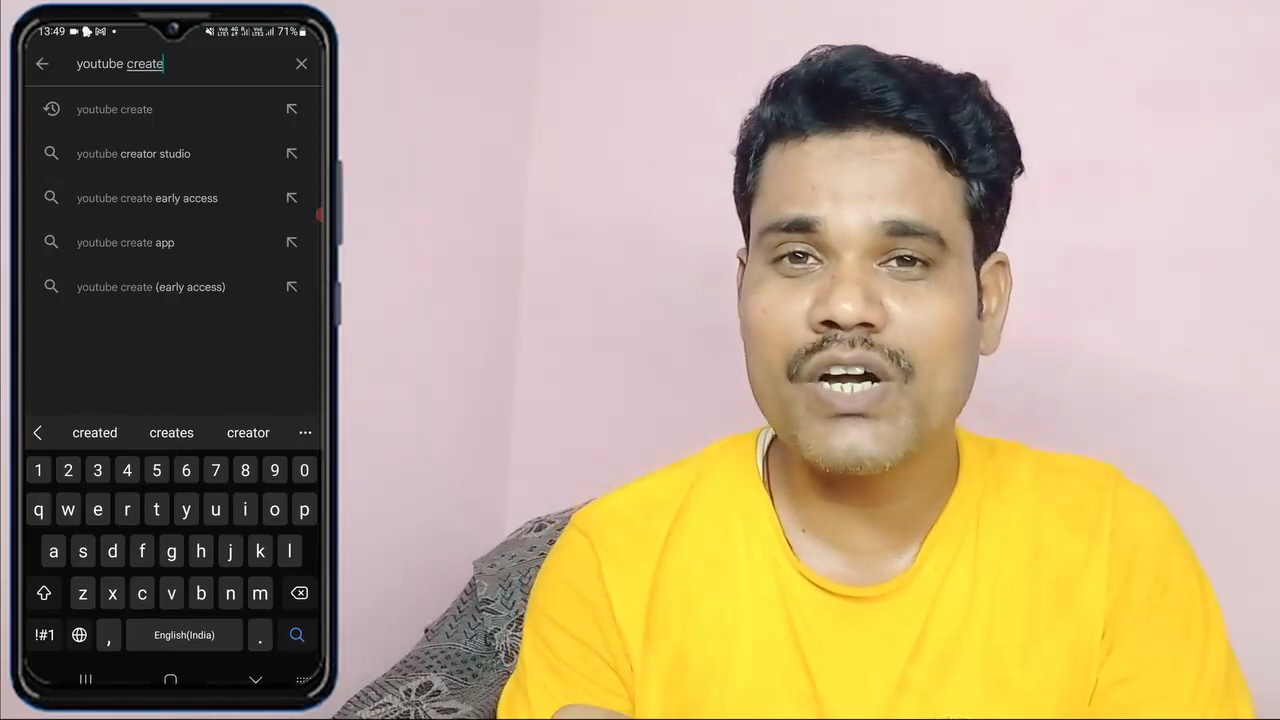 13:49 71%
youtube create
youtube create
youtube creator studio
youtube create early access
youtube create app
youtube create (early access)
created creates creator
1 2 3 4 5 6 7 8 9 0
q w e r t y u i o p
a s d f g h j k l
z x c v b n m
!#1 , English(India) .